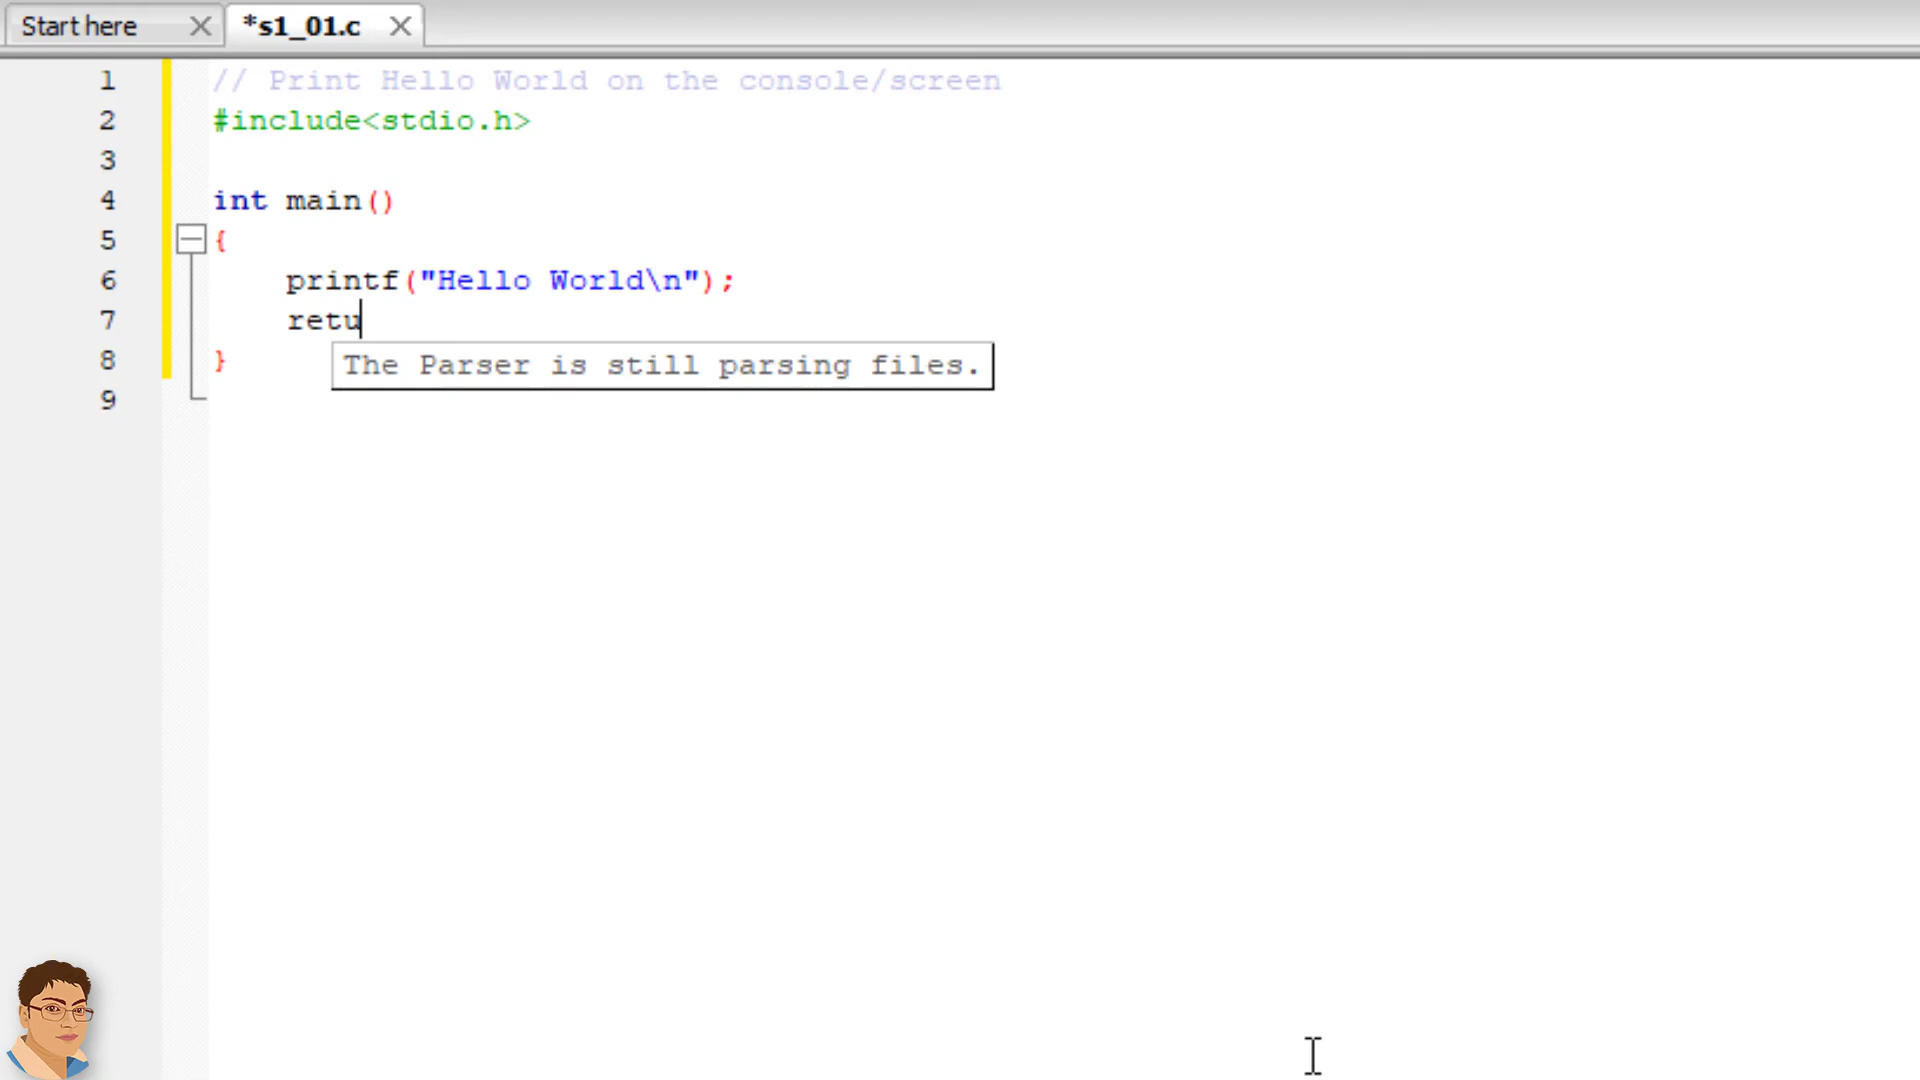 Start here
*s1_01.c
1 // Print Hello World on the console/screen
2 #include<stdio.h>
3
4 int main()
5 {
6 printf("Hello World\n");
7 retu
The Parser is still parsing files.
8 }
9